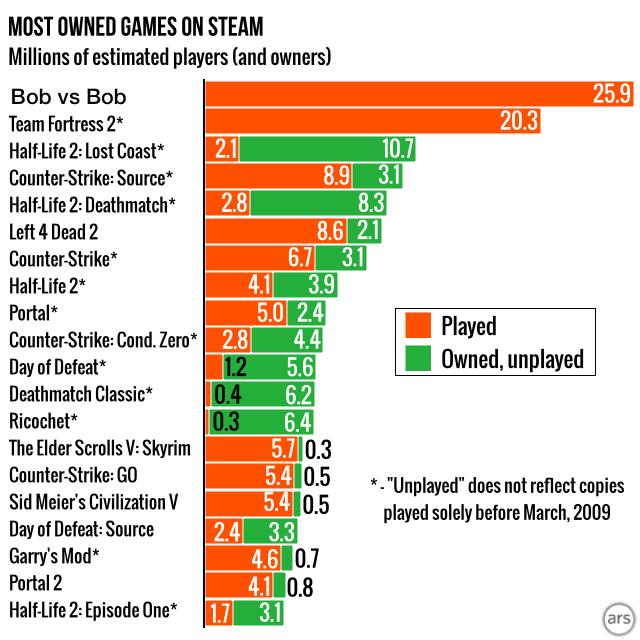 MOST OWNED GAMES ON STEAM
Millions of estimated players (and owners)
Bob vs Bob 25.9
Team Fortress 2* 20.3
Half-Life 2: Lost Coast* 2.1 10.7
Counter-Strike: Source* 8.9 3.1
Half-Life 2: Deathmatch* 2.8 8.3
Left 4 Dead 2 8.6 2.1
Counter-Strike* 6.7 3.1
Half-Life 2* 4.1 3.9
Portal* 5.0 2.4
Counter-Strike: Cond. Zero* 2.8 4.4
Day of Defeat* 1.2 5.6
Deathmatch Classic* 0.4 6.2
Ricochet* 0.3 6.4
The Elder Scrolls V: Skyrim 5.7 0.3
Counter-Strike: GO 5.4 0.5
Sid Meier's Civilization V 5.4 0.5
Day of Defeat: Source 2.4 3.3
Garry's Mod* 4.6 0.7
Portal 2 4.1 0.8
Half-Life 2: Episode One* 1.7 3.1
Played
Owned, unplayed
* - "Unplayed" does not reflect copies
played solely before March, 2009
ars